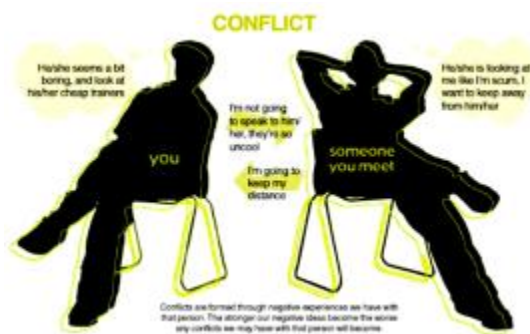 CONFLICT
He/she seems a bit
boring, and look at
his/her cheap trainers
He/she is looking at
me like I'm scum, I
want to keep away
from him/her
I'm not going
to speak to him/
her, they're so
uncool
you
someone
you meet
I'm going to
keep my
distance
Conflicts are formed through negative experiences we have with
that person. The stronger our negative ideas become the worse
any conflicts we may have with that person will become